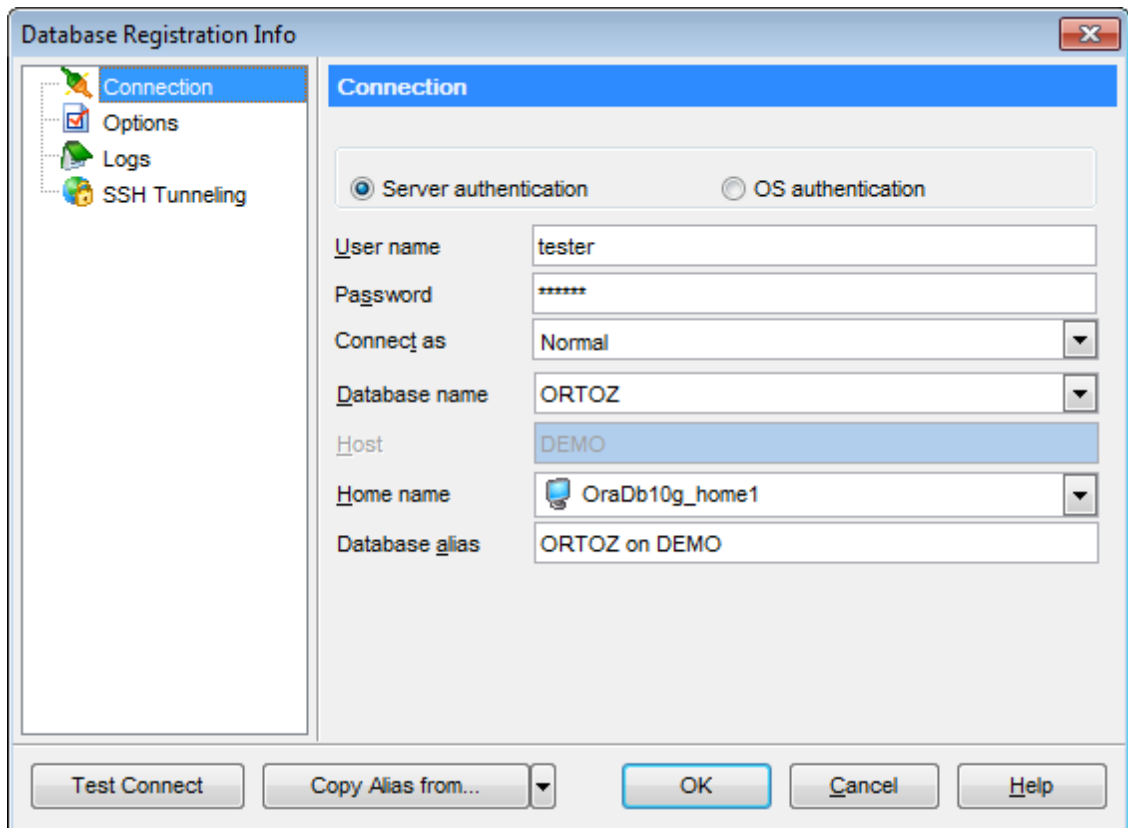 Database Registration Info
Connection
Options
Logs
SSH Tunneling
Connection
Server authentication OS authentication
User name tester
Password ******
Connect as Normal
Database name ORTOZ
Host DEMO
Home name OraDb10g_home1
Database alias ORTOZ on DEMO
Test Connect Copy Alias from... OK Cancel Help